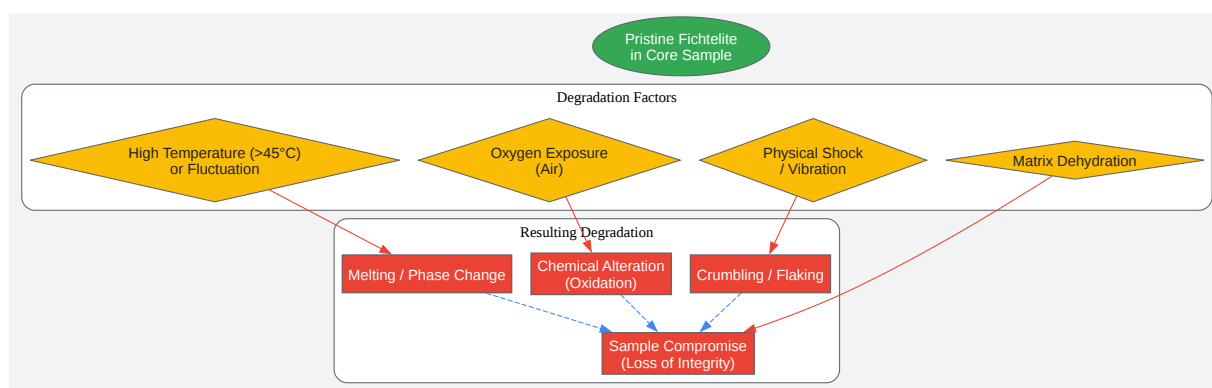 Pristine Fichtelite
in Core Sample
Degradation Factors
High Temperature (>45°C)
or Fluctuation
Oxygen Exposure
(Air)
Physical Shock
/ Vibration
Matrix Dehydration
Resulting Degradation
Melting / Phase Change
Chemical Alteration
(Oxidation)
Crumbling / Flaking
Sample Compromise
(Loss of Integrity)